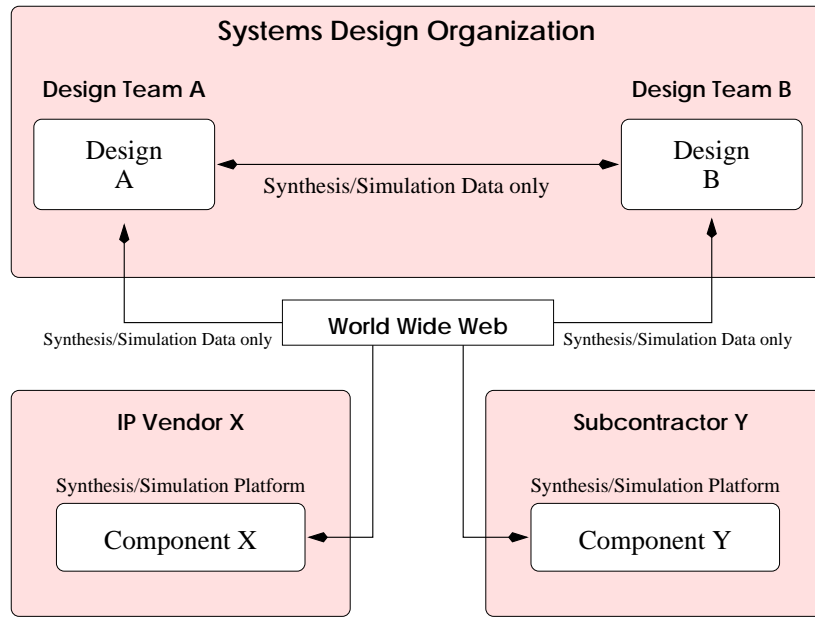 Systems Design Organization
Design Team A
Design Team B
Design
A
Design
B
Synthesis/Simulation Data only
World Wide Web
Synthesis/Simulation Data only
Synthesis/Simulation Data only
IP Vendor X
Subcontractor Y
Synthesis/Simulation Platform
Synthesis/Simulation Platform
Component X
Component Y